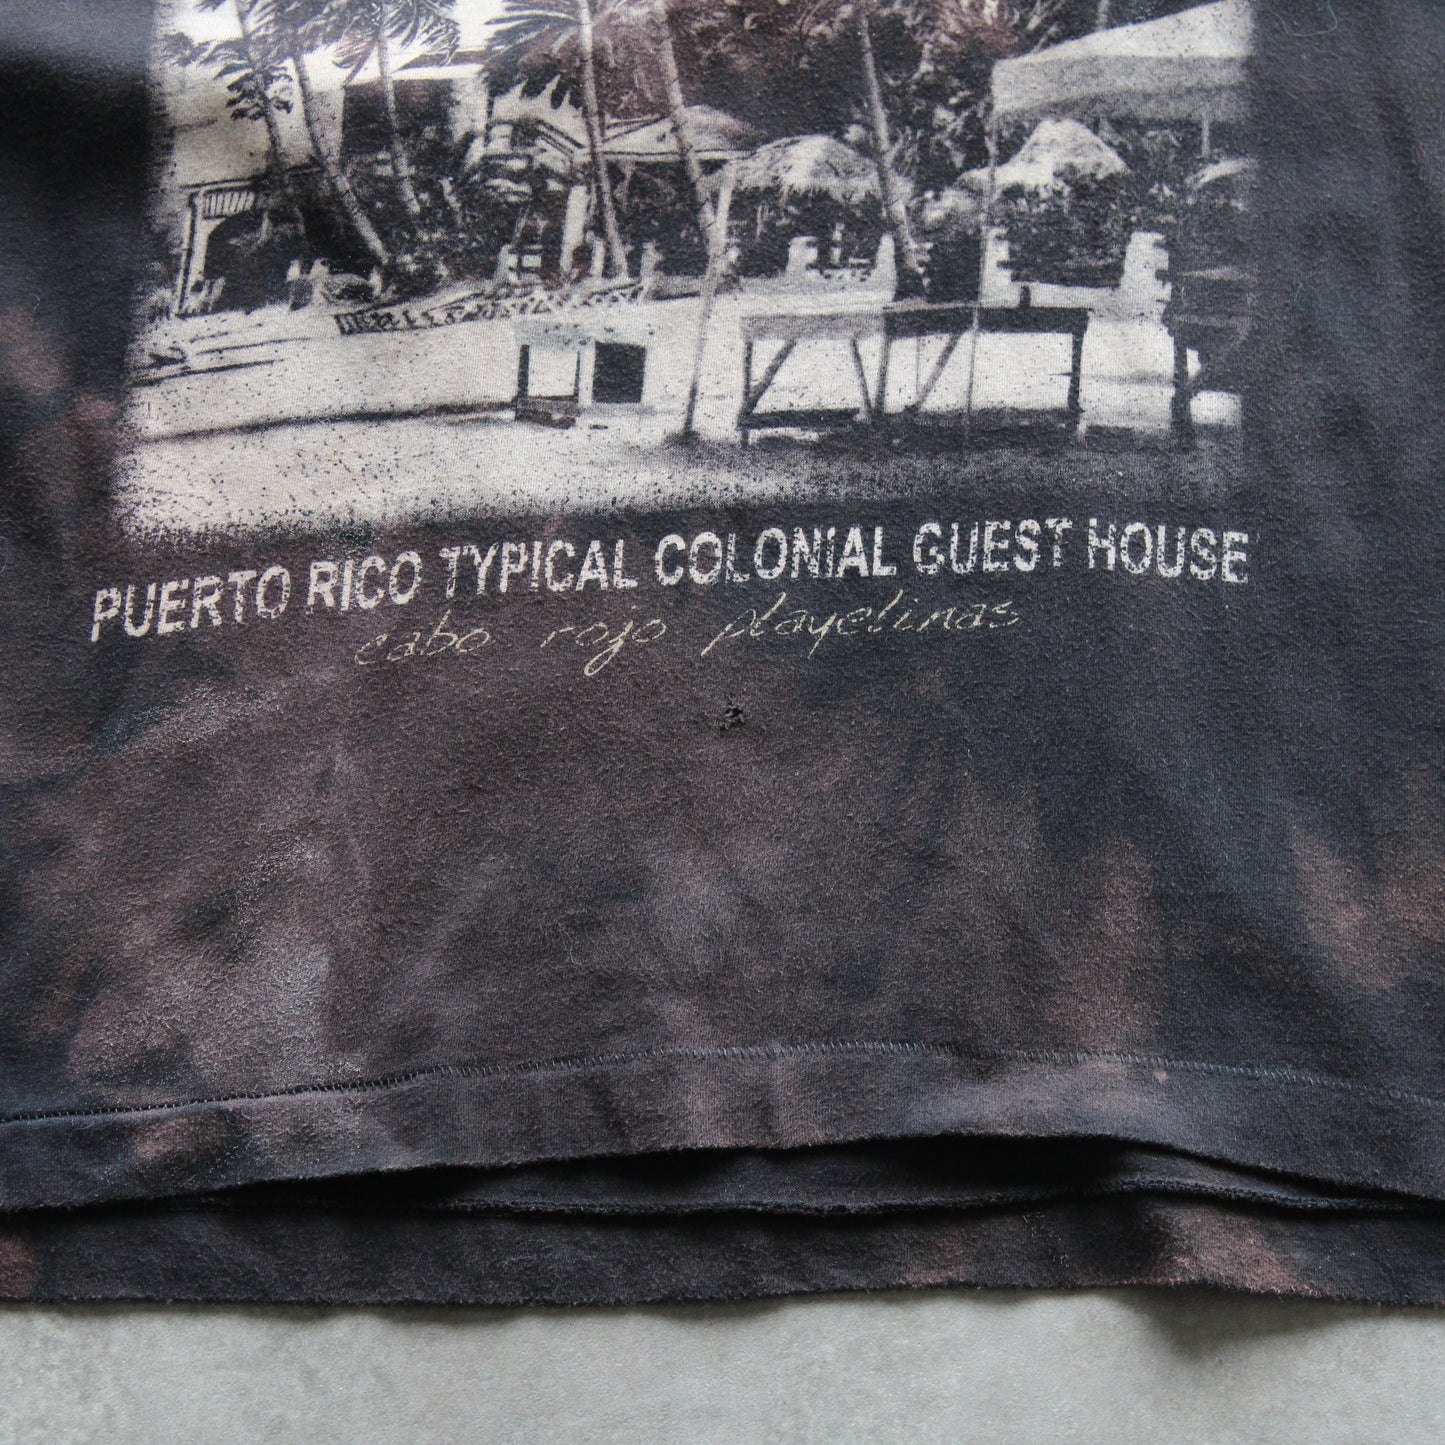 PUERTO RICO TYPICAL COLONIAL GUEST HOUSE
cabo rojo playelinas